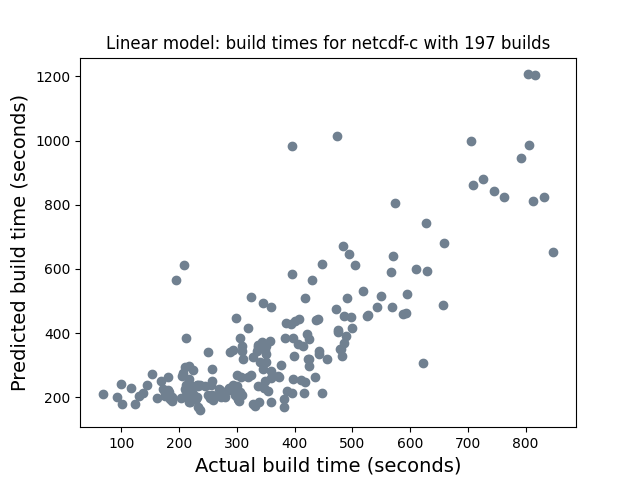 Linear model: build times for netcdf-c with 197 builds
Predicted build time (seconds)
1200
1000
800
600
400
200
100 200 300 400 500 600 700 800
Actual build time (seconds)